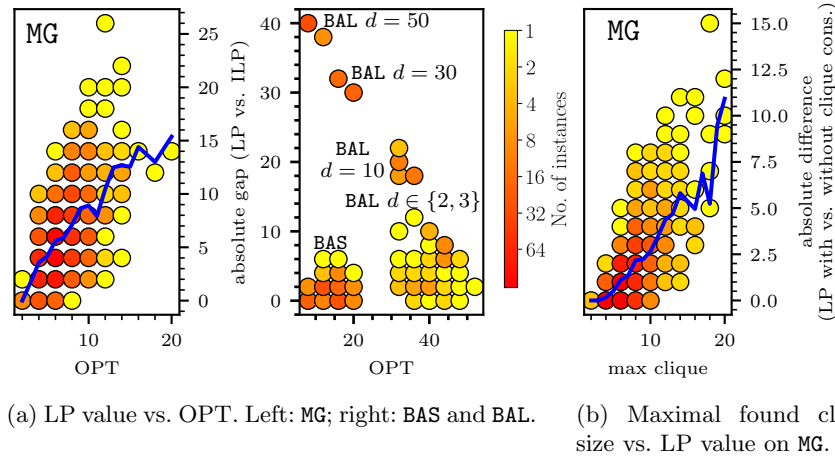 MG
25
20
15
10
5
0
10
20
OPT
absolute gap (LP vs. ILP)
BAL d = 50
BAL d = 30
BAL
d = 10
BAL d ∈ {2, 3}
BAS
40
30
20
10
0
20
40
OPT
1
2
4
8
16
32
64
No. of instances
MG
15.0
12.5
10.0
7.5
5.0
2.5
0.0
10
20
max clique
absolute difference
(LP with vs. without clique cons.)
(a) LP value vs. OPT. Left: MG; right: BAS and BAL.
(b) Maximal found cl
size vs. LP value on MG.